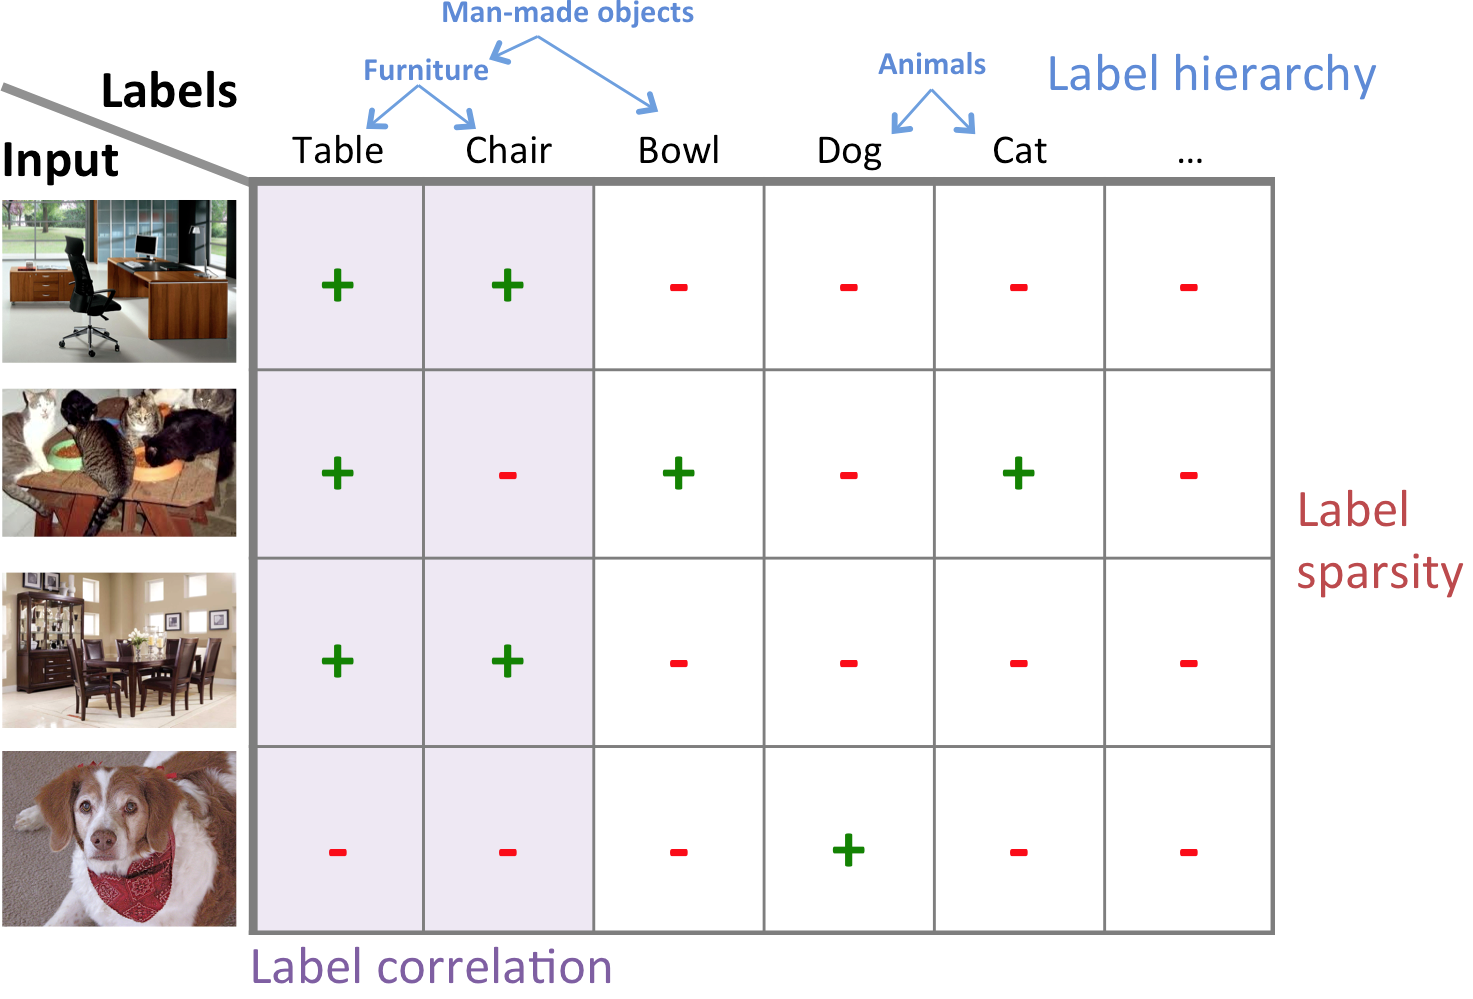 Man-made objects
Furniture
Animals
Label hierarchy
Labels
Input
Table Chair Bowl Dog Cat ...
+ + - - - -
+ - + - + -
+ + - - - -
- - - + - -
Label
sparsity
Label correlation